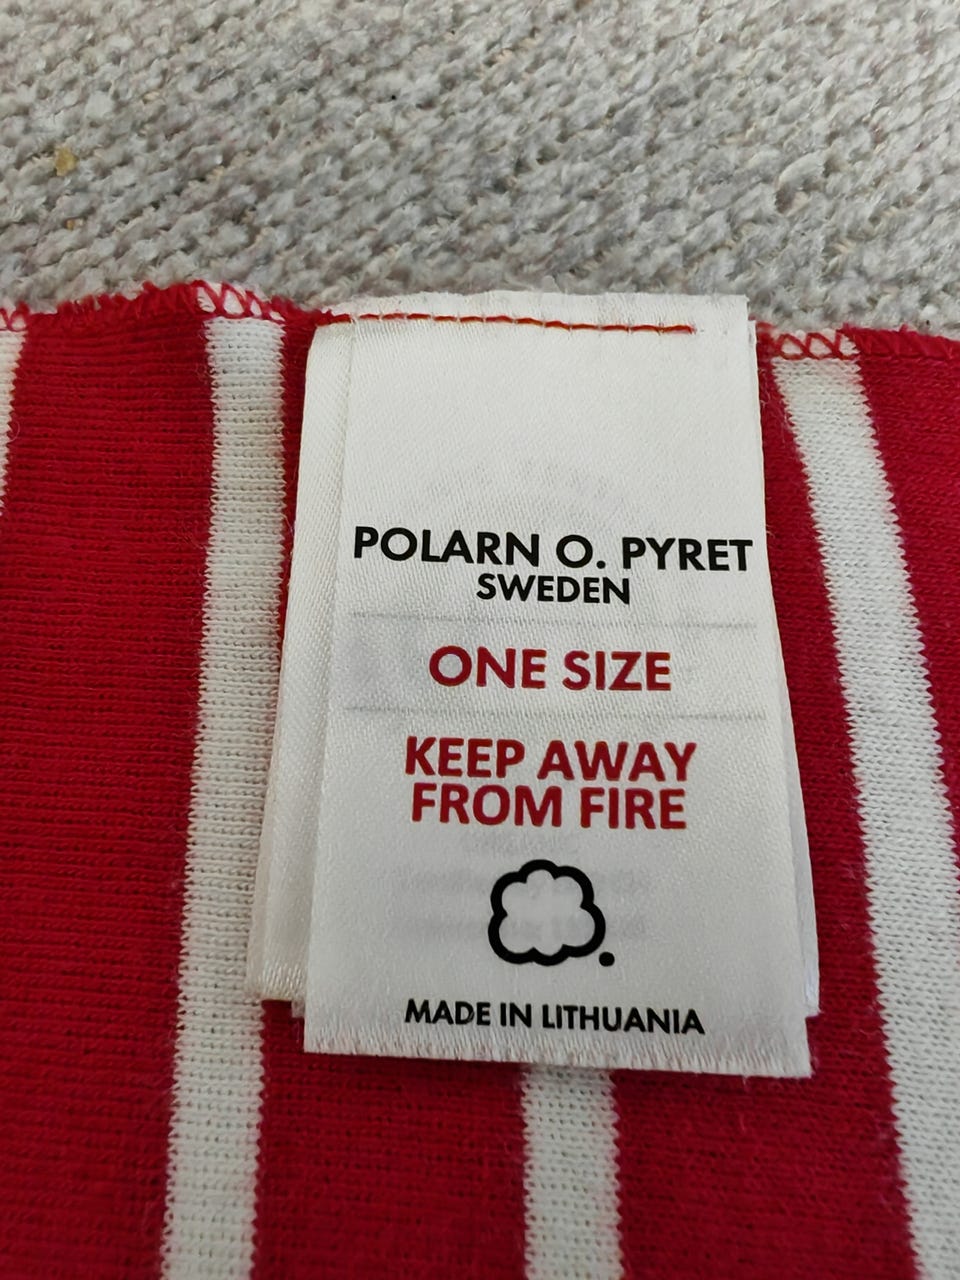 POLARN O. PYRET
SWEDEN
ONE SIZE
KEEP AWAY
FROM FIRE
MADE IN LITHUANIA